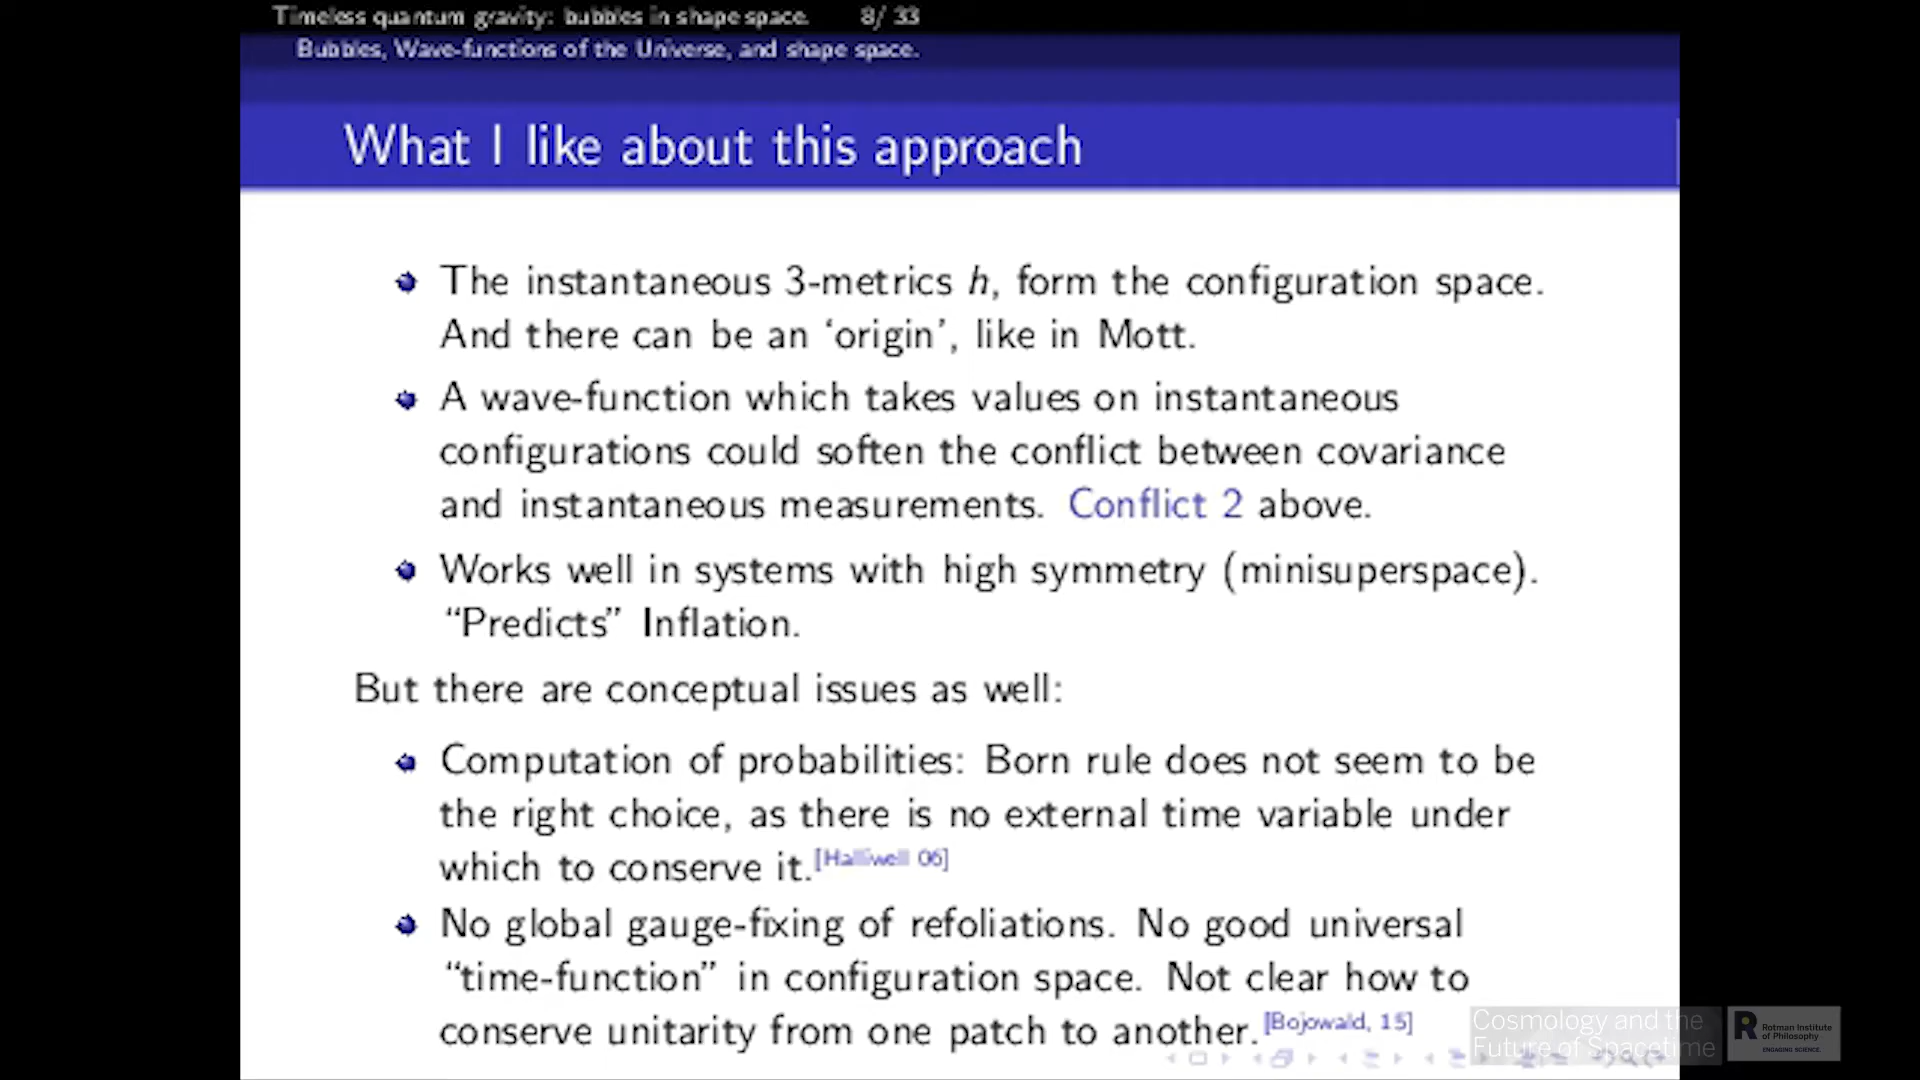 Timeless quantum gravity: bubbles in shape space. 8/ 33
Bubbles, Wave-functions of the Universe, and shape space.
What I like about this approach
The instantaneous 3-metrics h, form the configuration space.
And there can be an ‘origin’, like in Mott.
A wave-function which takes values on instantaneous
configurations could soften the conflict between covariance
and instantaneous measurements. Conflict 2 above.
Works well in systems with high symmetry (minisuperspace).
“Predicts” Inflation.
But there are conceptual issues as well:
Computation of probabilities: Born rule does not seem to be
the right choice, as there is no external time variable under
which to conserve it.[Halliwell 06]
No global gauge-fixing of refoliations. No good universal
“time-function” in configuration space. Not clear how to
conserve unitarity from one patch to another.[Bojowald, 15]
Cosmology and the
Future of Spacetime
R Rotman Institute
of Philosophy
ENGAGING SCIENCE.